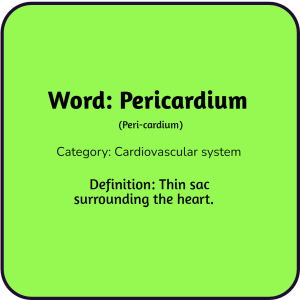 Word: Pericardium
(Peri-cardium)
Category: Cardiovascular system
Definition: Thin sac
surrounding the heart.